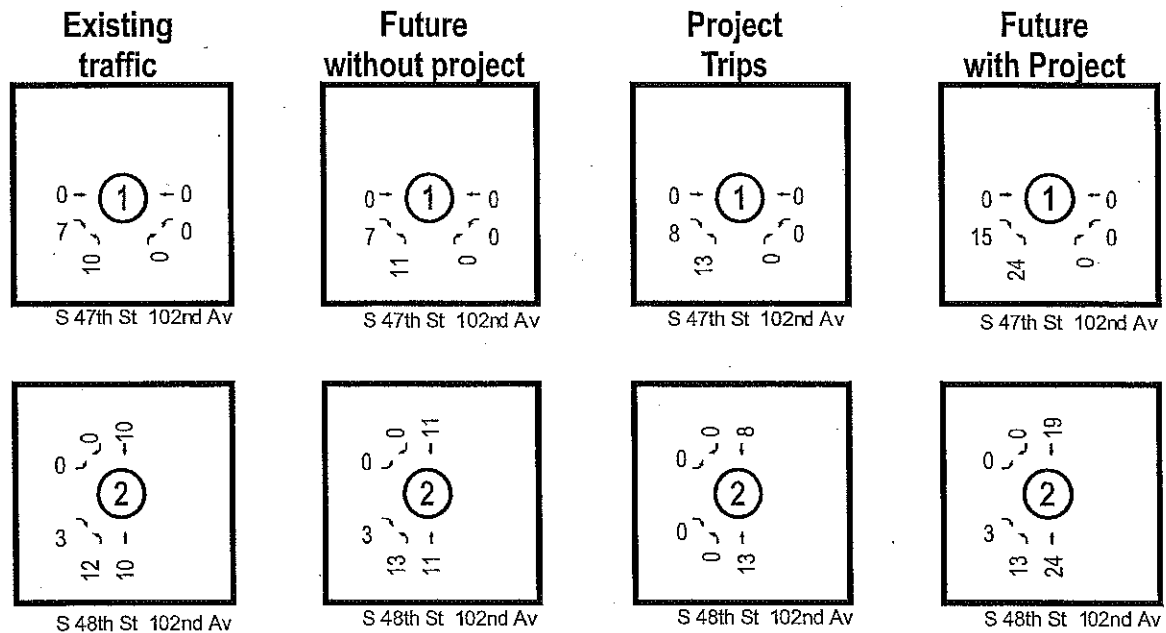 Existing traffic
Future without project
Project Trips
Future with Project
0 1 0
7 0
10 0
S 47th St 102nd Av
0 1 0
7 0
11 0
S 47th St 102nd Av
0 1 0
8 0
13 0
S 47th St 102nd Av
0 1 0
15 0
24 0
S 47th St 102nd Av
0 10
0
2
3
12 10
S 48th St 102nd Av
0 11
0
2
3
13 11
S 48th St 102nd Av
0 8
0
2
0
0 13
S 48th St 102nd Av
0 19
0
2
3
13 24
S 48th St 102nd Av